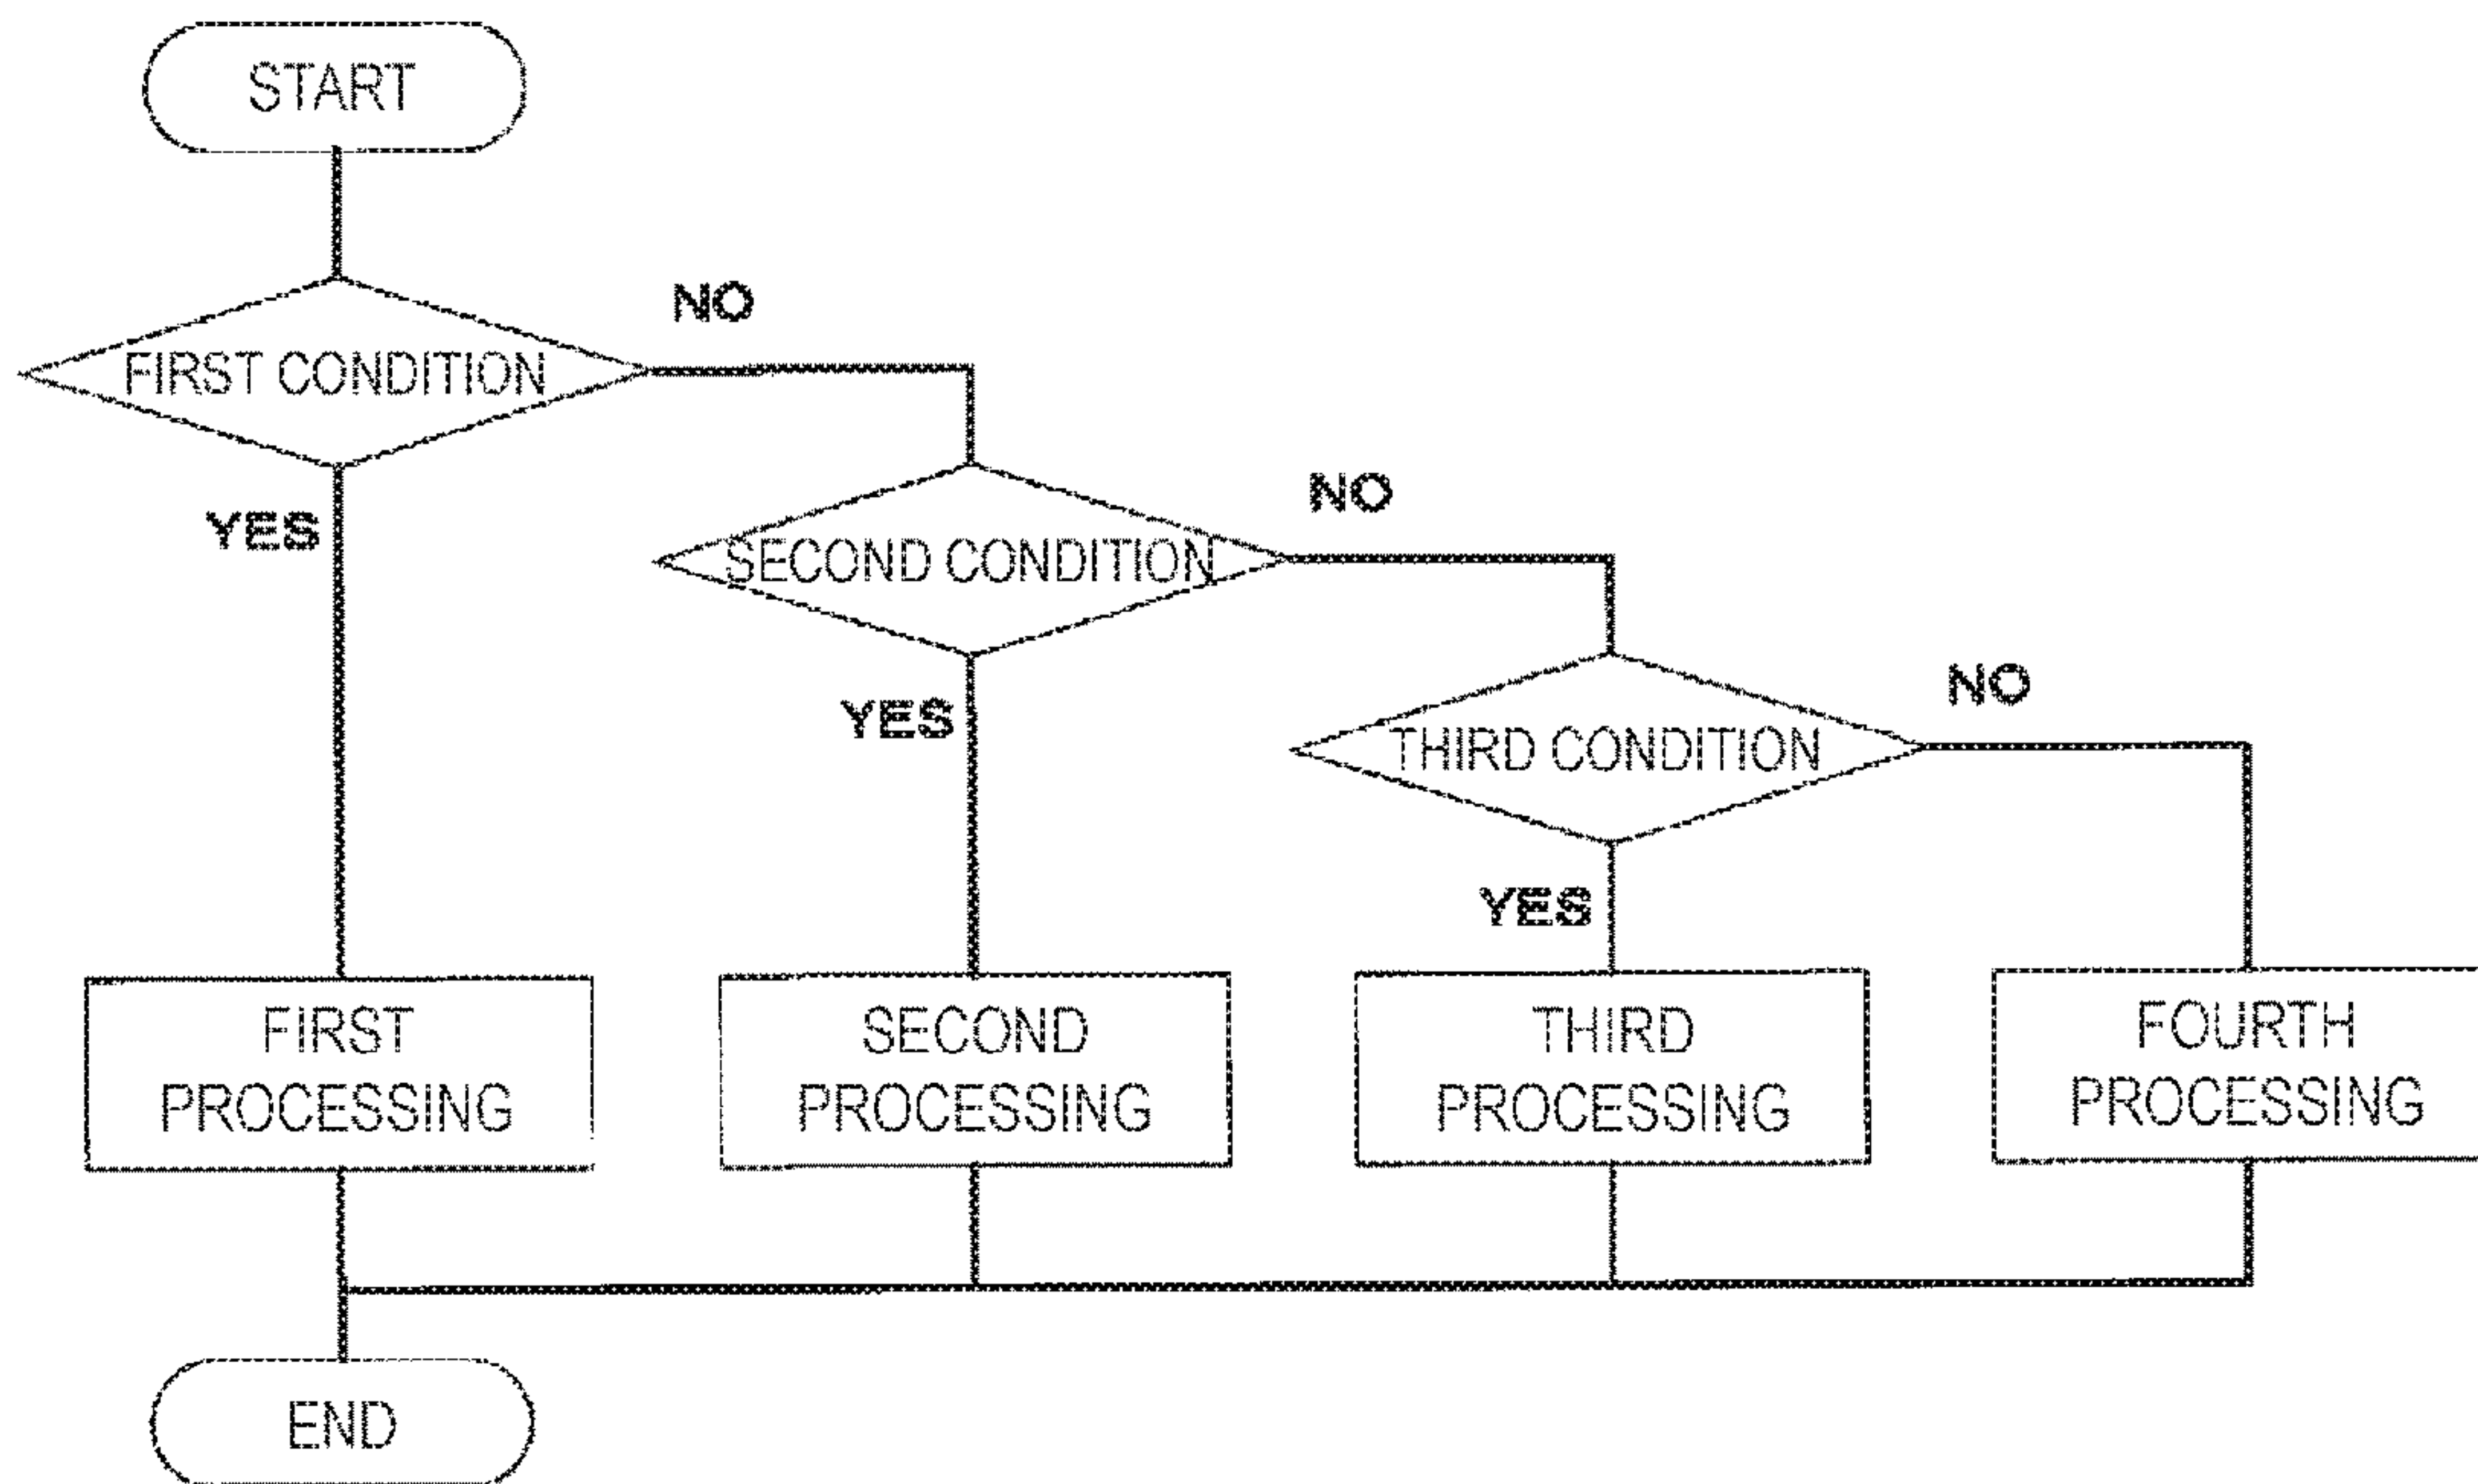 START
NO
FIRST CONDITION
YES
NO
SECOND CONDITION
YES
NO
THIRD CONDITION
YES
FIRST
PROCESSING
SECOND
PROCESSING
THIRD
PROCESSING
FOURTH
PROCESSING
END